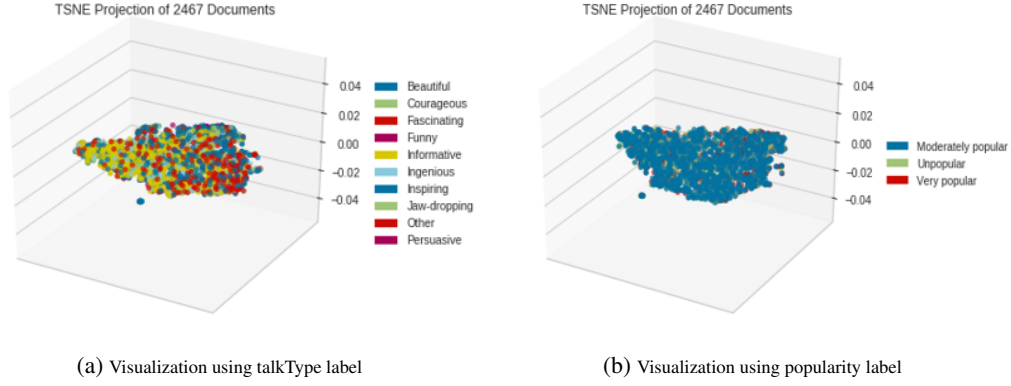 TSNE Projection of 2467 Documents
0.04
0.02
0.00
−0.02
−0.04
Beautiful
Courageous
Fascinating
Funny
Informative
Ingenious
Inspiring
Jaw-dropping
Other
Persuasive
(a) Visualization using talkType label
TSNE Projection of 2467 Documents
0.04
0.02
0.00
−0.02
−0.04
Moderately popular
Unpopular
Very popular
(b) Visualization using popularity label